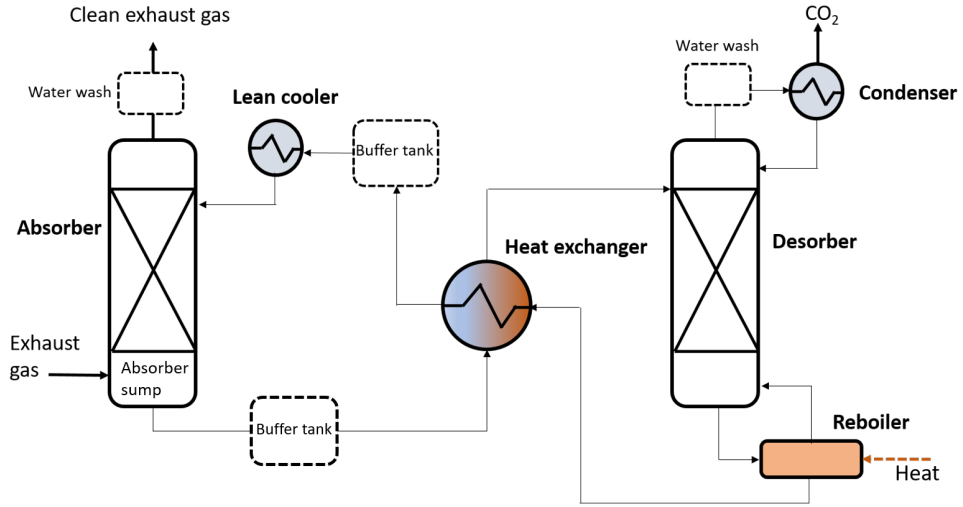 Clean exhaust gas
CO₂
Water wash
Water wash
Lean cooler
Condenser
Buffer tank
Absorber
Heat exchanger
Desorber
Exhaust
gas
Absorber
sump
Buffer tank
Reboiler
Heat